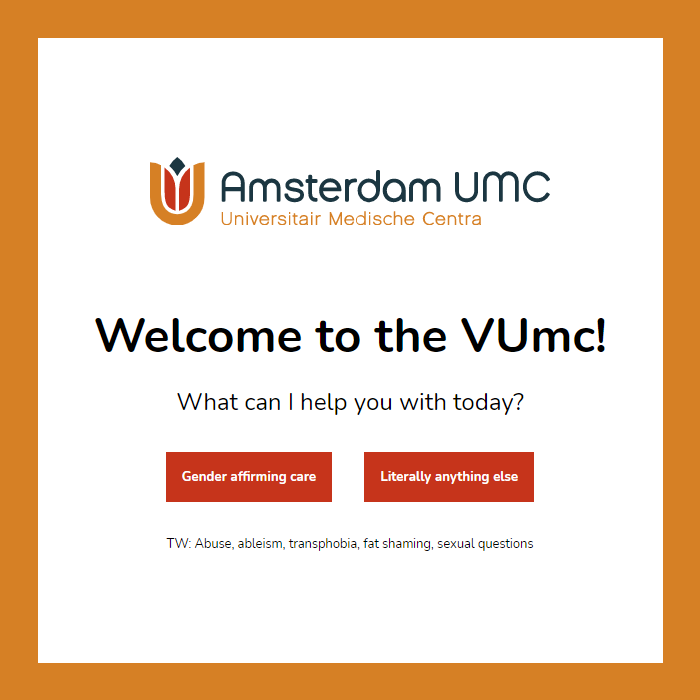 Amsterdam UMC
Universitair Medische Centra
Welcome to the VUmc!
What can I help you with today?
Gender affirming care
Literally anything else
TW: Abuse, ableism, transphobia, fat shaming, sexual questions